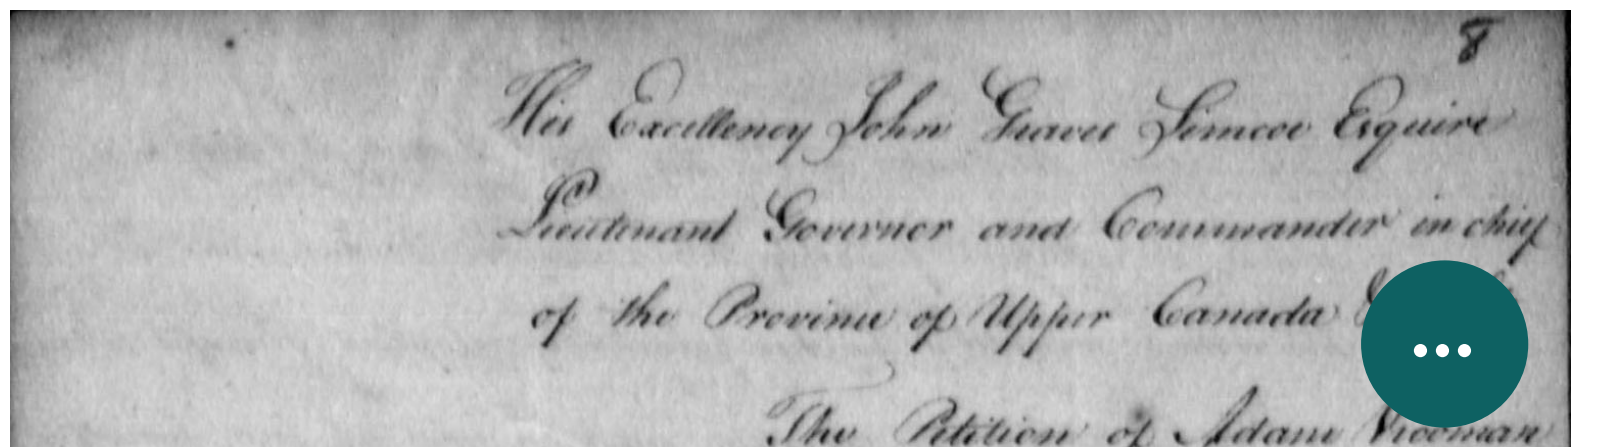 8
His Excellency John Graves Simcoe Esquire
Lieutenant Governor and Commander in chief
of the Province of Upper Canada
The Petition of Adam Vrooman